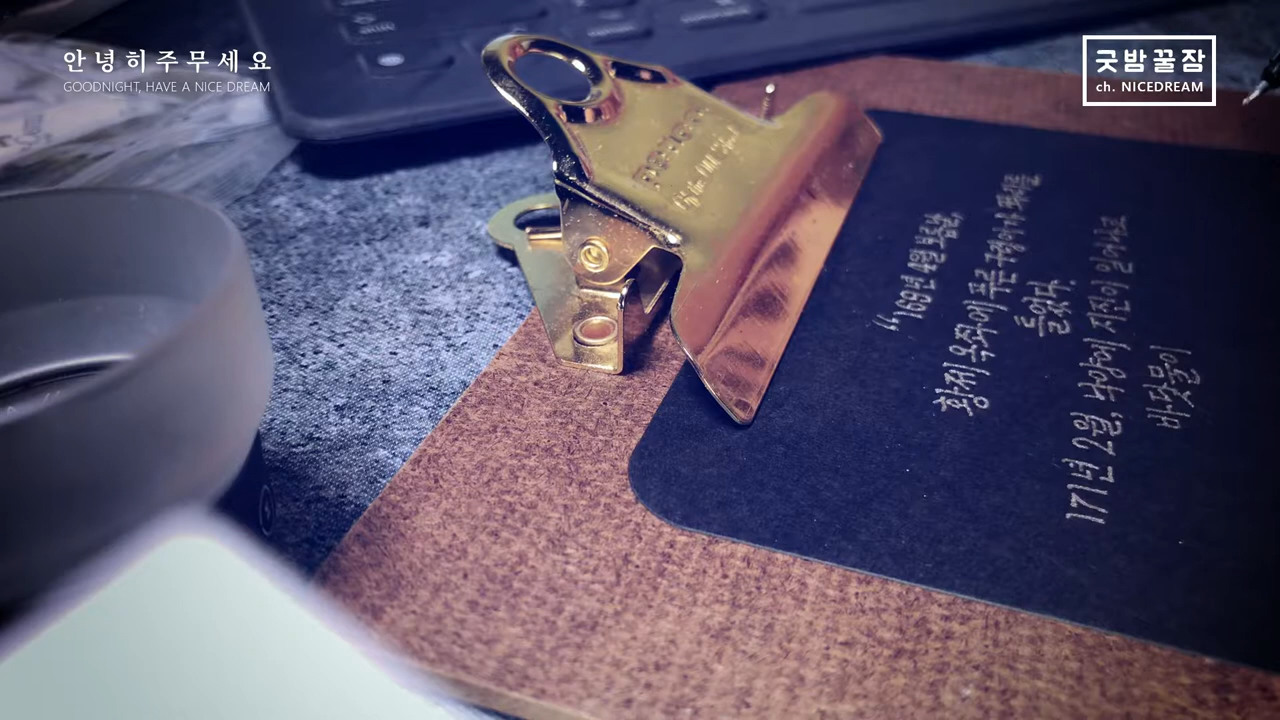 안녕히주무세요
GOODNIGHT, HAVE A NICE DREAM
굿밤꿀잠
ch. NICEDREAM
"168년 4월 보름날,
황제 옥좌에 푸른 구렁이가 똬리를
틀었다.
171년 2월, 낙양에 지진이 일어나고
바닷물이